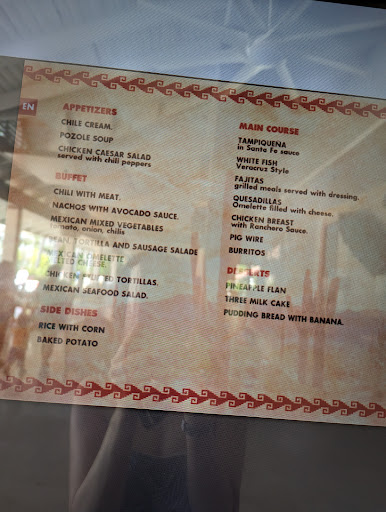 EN
APPETIZERS
CHILE CREAM.
POZOLE SOUP
CHICKEN CAESAR SALAD
served with chili peppers
BUFFET
CHILI WITH MEAT.
NACHOS WITH AVOCADO SAUCE.
MEXICAN MIXED VEGETABLES
tomato, onion, chilis
TORTILLA AND SAUSAGE SALADE
CHEESE
TORTILLAS.
MEXICAN SEAFOOD SALAD.
SIDE DISHES
RICE WITH CORN
BAKED POTATO
MAIN COURSE
TAMPIQUENA
in Santa Fe sauce
WHITE FISH
Veracruz Style
FAJITAS
grilled meals served with dressing.
QUESADILLAS
Omelette filled with cheese.
CHICKEN BREAST
with Ranchero Sauce.
PIG WIRE
BURRITOS
DESSERTS
PINEAPPLE FLAN
THREE MILK CAKE
PUDDING BREAD WITH BANANA.